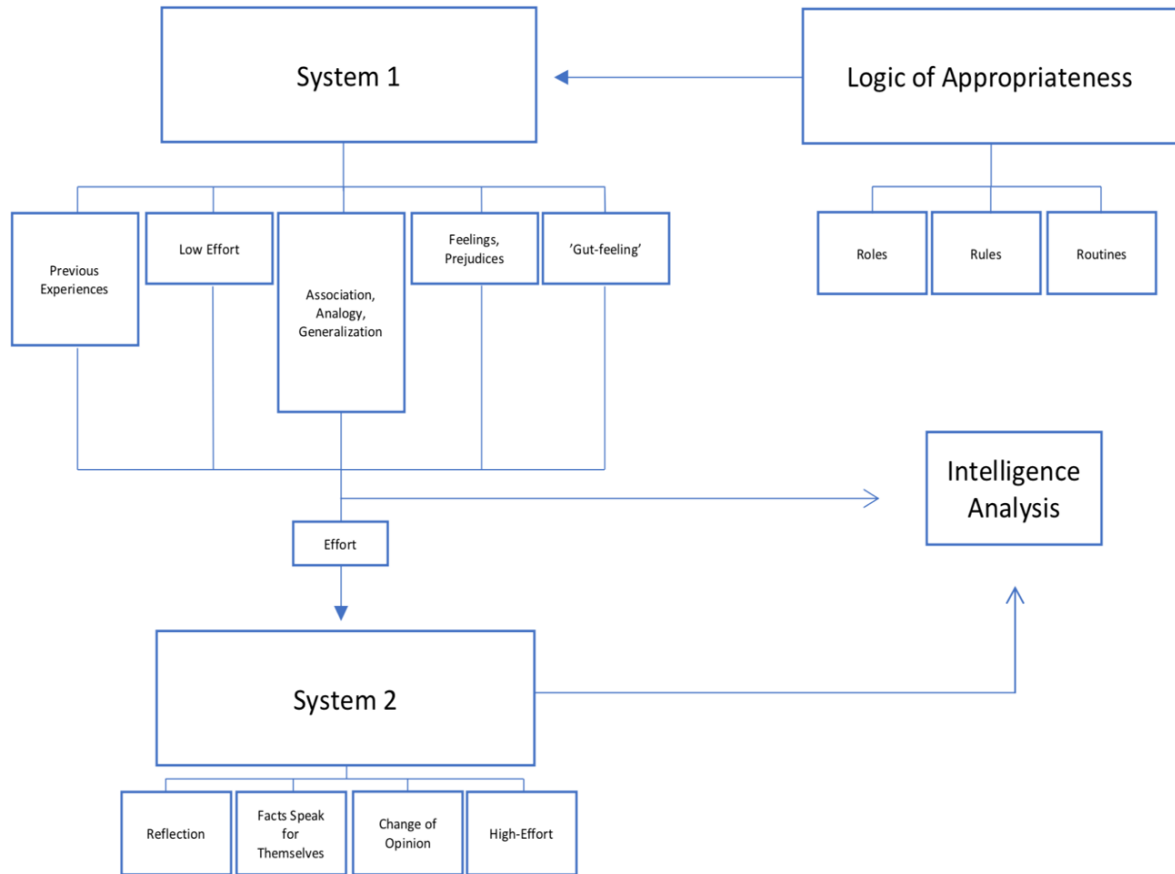 System 1
Logic of Appropriateness
Previous
Experiences
Low Effort
Association,
Analogy,
Generalization
Feelings,
Prejudices
’Gut-feeling’
Roles
Rules
Routines
Intelligence
Analysis
Effort
System 2
Reflection
Facts Speak
for
Themselves
Change of
Opinion
High-Effort